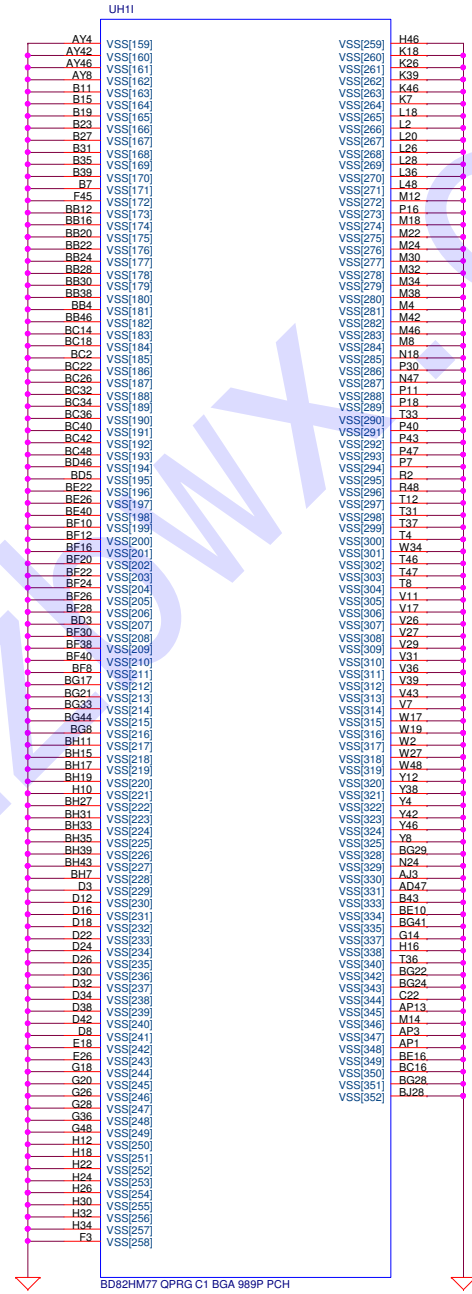 UH1I
AY4 VSS[159] VSS[259] H46
AY42 VSS[160] VSS[260] K18
AY46 VSS[161] VSS[261] K26
AY8 VSS[162] VSS[262] K39
B11 VSS[163] VSS[263] K46
B15 VSS[164] VSS[264] K7
B19 VSS[165] VSS[265] L18
B23 VSS[166] VSS[266] L2
B27 VSS[167] VSS[267] L20
B31 VSS[168] VSS[268] L26
B35 VSS[169] VSS[269] L28
B39 VSS[170] VSS[270] L36
B7 VSS[171] VSS[271] L48
F45 VSS[172] VSS[272] M12
BB12 VSS[173] VSS[273] P16
BB16 VSS[174] VSS[274] M18
BB20 VSS[175] VSS[275] M22
BB22 VSS[176] VSS[276] M24
BB24 VSS[177] VSS[277] M30
BB28 VSS[178] VSS[278] M32
BB30 VSS[179] VSS[279] M34
BB38 VSS[180] VSS[280] M38
BB4 VSS[181] VSS[281] M4
BB46 VSS[182] VSS[282] M42
BC14 VSS[183] VSS[283] M46
BC18 VSS[184] VSS[284] M8
BC2 VSS[185] VSS[285] N18
BC22 VSS[186] VSS[286] P30
BC26 VSS[187] VSS[287] N47
BC32 VSS[188] VSS[288] P11
BC34 VSS[189] VSS[289] P18
BC36 VSS[190] VSS[290] T33
BC40 VSS[191] VSS[291] P40
BC42 VSS[192] VSS[292] P43
BC48 VSS[193] VSS[293] P47
BD46 VSS[194] VSS[294] P7
BD5 VSS[195] VSS[295] R2
BE22 VSS[196] VSS[296] R48
BE26 VSS[197] VSS[297] T12
BE40 VSS[198] VSS[298] T31
BF10 VSS[199] VSS[299] T37
BF12 VSS[200] VSS[300] T4
BF16 VSS[201] VSS[301] W34
BF20 VSS[202] VSS[302] T46
BF22 VSS[203] VSS[303] T47
BF24 VSS[204] VSS[304] T8
BF26 VSS[205] VSS[305] V11
BF28 VSS[206] VSS[306] V17
BD3 VSS[207] VSS[307] V26
BF30 VSS[208] VSS[308] V27
BF38 VSS[209] VSS[309] V29
BF40 VSS[210] VSS[310] V31
BF8 VSS[211] VSS[311] V36
BG17 VSS[212] VSS[312] V39
BG21 VSS[213] VSS[313] V43
BG33 VSS[214] VSS[314] V7
BG44 VSS[215] VSS[315] W17
BG8 VSS[216] VSS[316] W19
BH11 VSS[217] VSS[317] W2
BH15 VSS[218] VSS[318] W27
BH17 VSS[219] VSS[319] W48
BH19 VSS[220] VSS[320] Y12
H10 VSS[221] VSS[321] Y38
BH27 VSS[222] VSS[322] Y4
BH31 VSS[223] VSS[323] Y42
BH33 VSS[224] VSS[324] Y46
BH35 VSS[225] VSS[325] Y8
BH39 VSS[226] VSS[328] BG29
BH43 VSS[227] VSS[329] N24
BH7 VSS[228] VSS[330] AJ3
D3 VSS[229] VSS[331] AD47
D12 VSS[230] VSS[333] B43
D16 VSS[231] VSS[334] BE10
D18 VSS[232] VSS[335] BG41
D22 VSS[233] VSS[337] G14
D24 VSS[234] VSS[338] H16
D26 VSS[235] VSS[340] T36
D30 VSS[236] VSS[342] BG22
D32 VSS[237] VSS[343] BG24
D34 VSS[238] VSS[344] C22
D38 VSS[239] VSS[345] AP13
D42 VSS[240] VSS[346] M14
D8 VSS[241] VSS[347] AP3
E18 VSS[242] VSS[348] AP1
E26 VSS[243] VSS[349] BE16
G18 VSS[244] VSS[350] BC16
G20 VSS[245] VSS[351] BG28
G26 VSS[246] VSS[352] BJ28
G28 VSS[247]
G36 VSS[248]
G48 VSS[249]
H12 VSS[250]
H18 VSS[251]
H22 VSS[252]
H24 VSS[253]
H26 VSS[254]
H30 VSS[255]
H32 VSS[256]
H34 VSS[257]
F3 VSS[258]
BD82HM77 QPRG C1 BGA 989P PCH